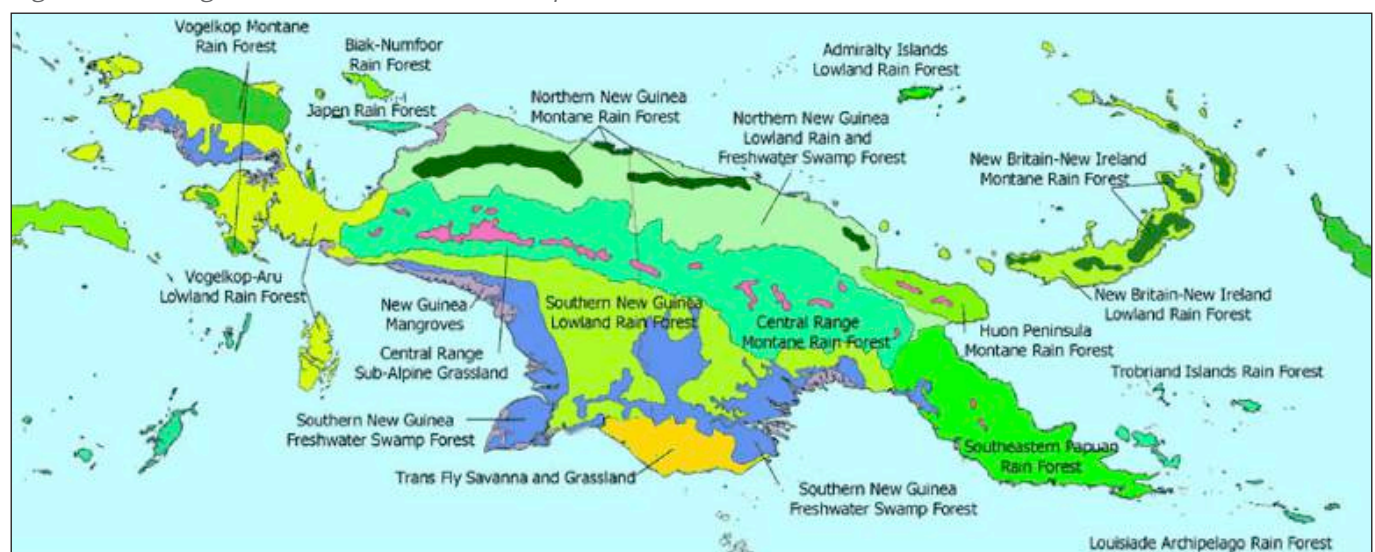 Vogelkop Montane
Rain Forest
Biak-Numfoor
Rain Forest
Admiralty Islands
Lowland Rain Forest
Japen Rain Forest
Northern New Guinea
Montane Rain Forest
Northern New Guinea
Lowland Rain and
Freshwater Swamp Forest
New Britain-New Ireland
Montane Rain Forest
Vogelkop-Aru
Lowland Rain Forest
New Guinea
Mangroves
Southern New Guinea
Lowland Rain Forest
Central Range
Montane Rain Forest
New Britain-New Ireland
Lowland Rain Forest
Huon Peninsula
Montane Rain Forest
Central Range
Sub-Alpine Grassland
Trobriand Islands Rain Forest
Southern New Guinea
Freshwater Swamp Forest
Southeastern Papuan
Rain Forest
Trans Fly Savanna and Grassland
Southern New Guinea
Freshwater Swamp Forest
Louisiade Archipelago Rain Forest